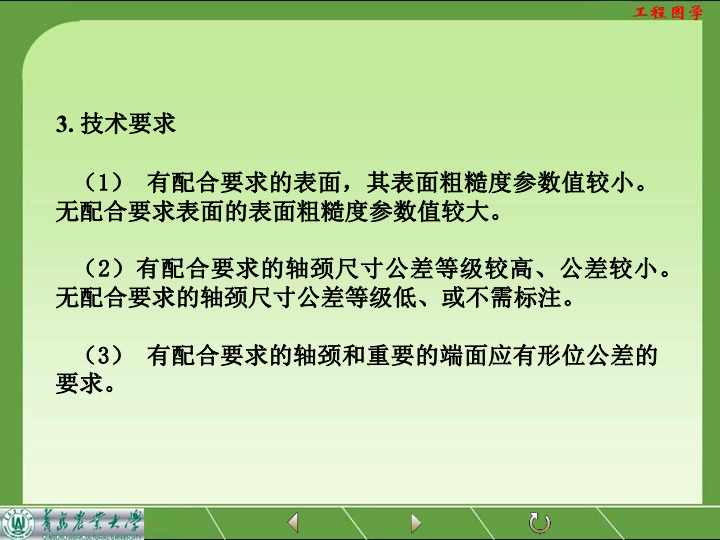 工程图学
3. 技术要求
（1） 有配合要求的表面，其表面粗糙度参数值较小。
无配合要求表面的表面粗糙度参数值较大。
（2）有配合要求的轴颈尺寸公差等级较高、公差较小。
无配合要求的轴颈尺寸公差等级低、或不需标注。
（3） 有配合要求的轴颈和重要的端面应有形位公差的
要求。
青岛农业大学